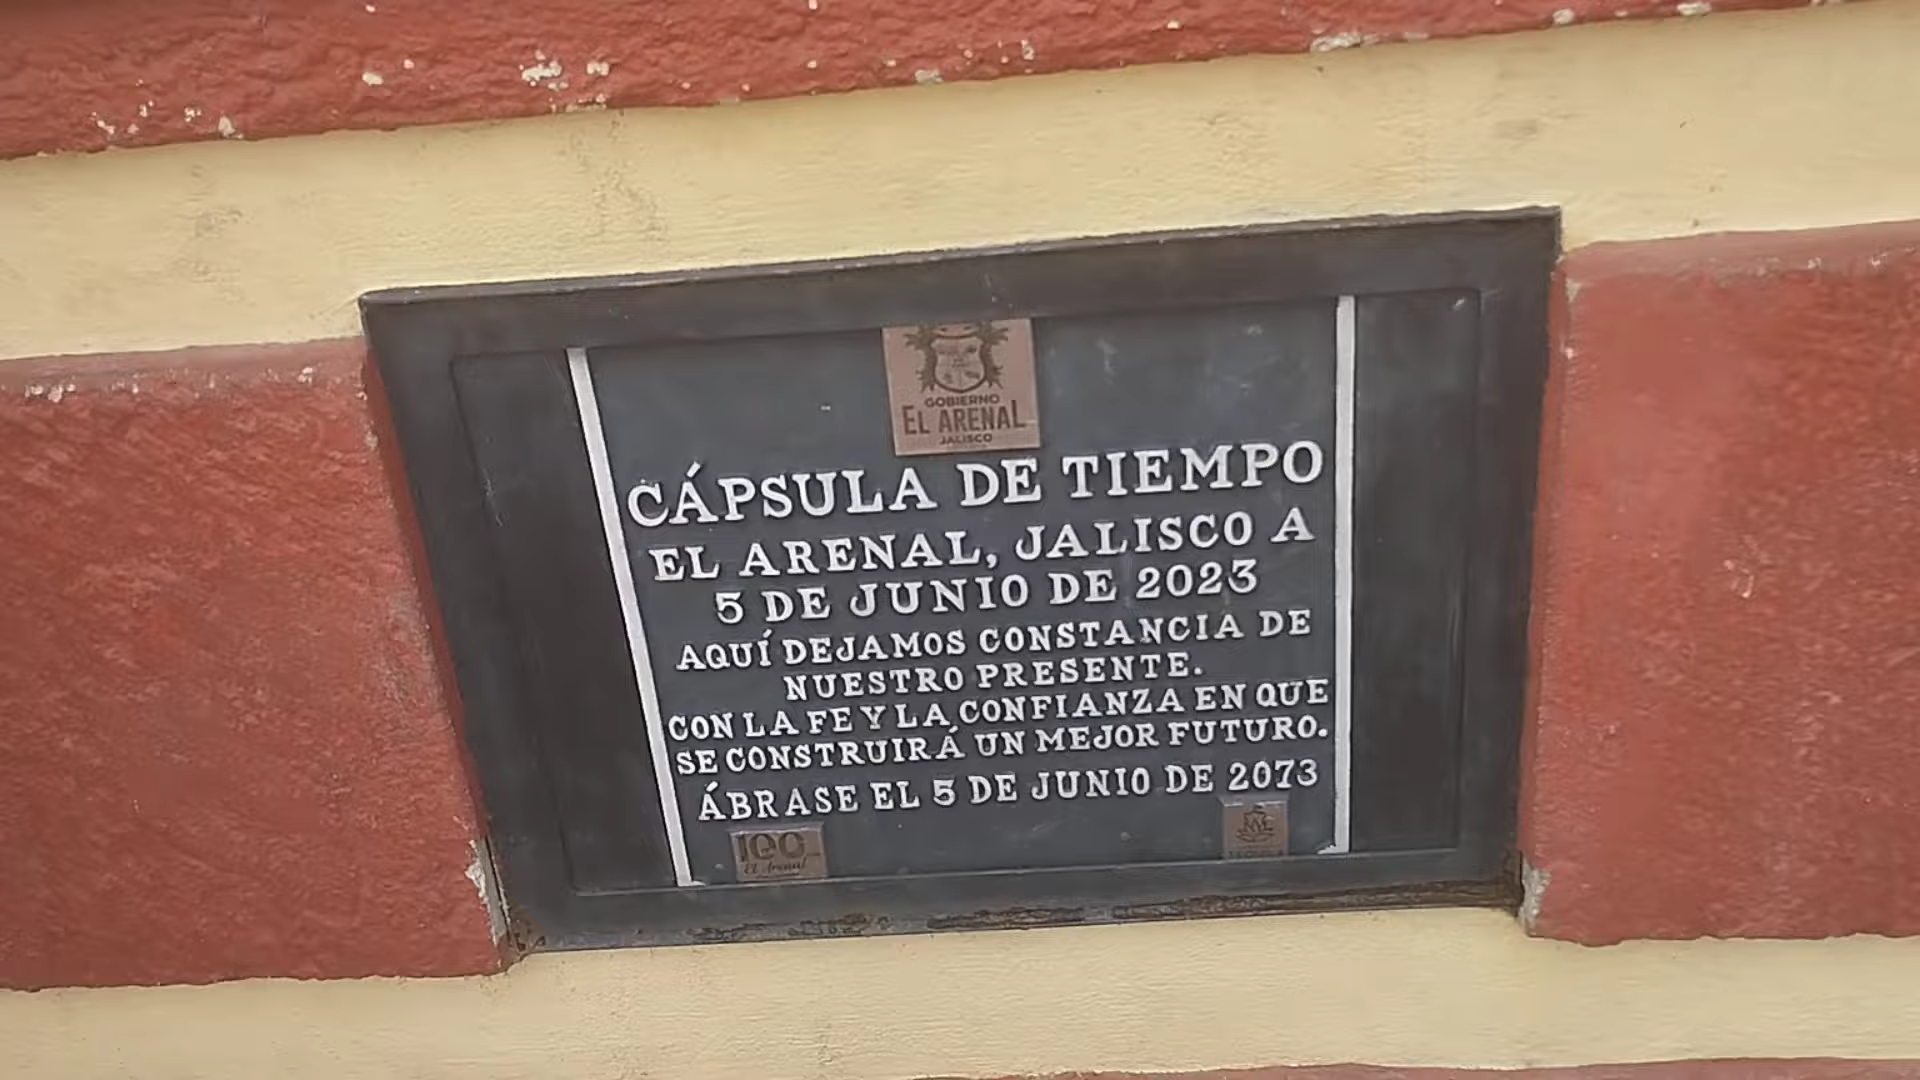 GOBIERNO
EL ARENAL
JALISCO
CÁPSULA DE TIEMPO
EL ARENAL, JALISCO A
5 DE JUNIO DE 2023
AQUÍ DEJAMOS CONSTANCIA DE
NUESTRO PRESENTE.
CON LA FE Y LA CONFIANZA EN QUE
SE CONSTRUIRÁ UN MEJOR FUTURO.
ÁBRASE EL 5 DE JUNIO DE 2073
100
El Arenal